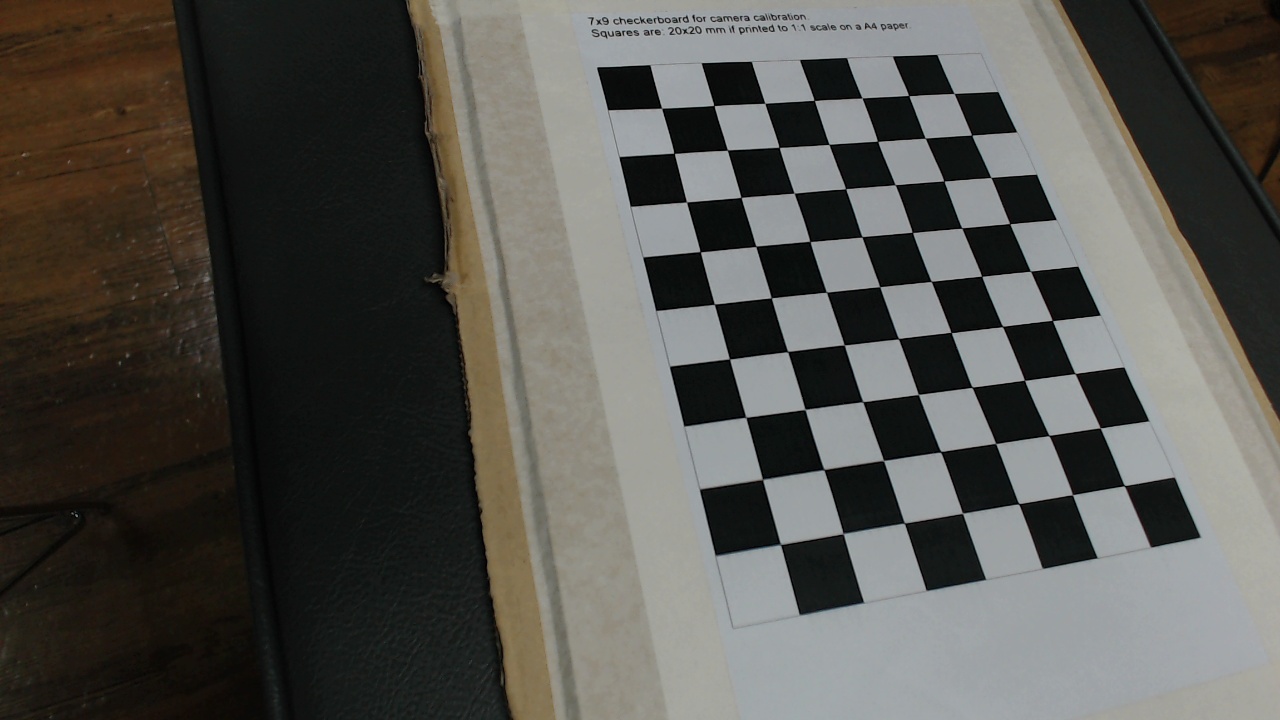 7x9 checkerboard for camera calibration.
Squares are: 20x20 mm if printed to 1:1 scale on a A4 paper.